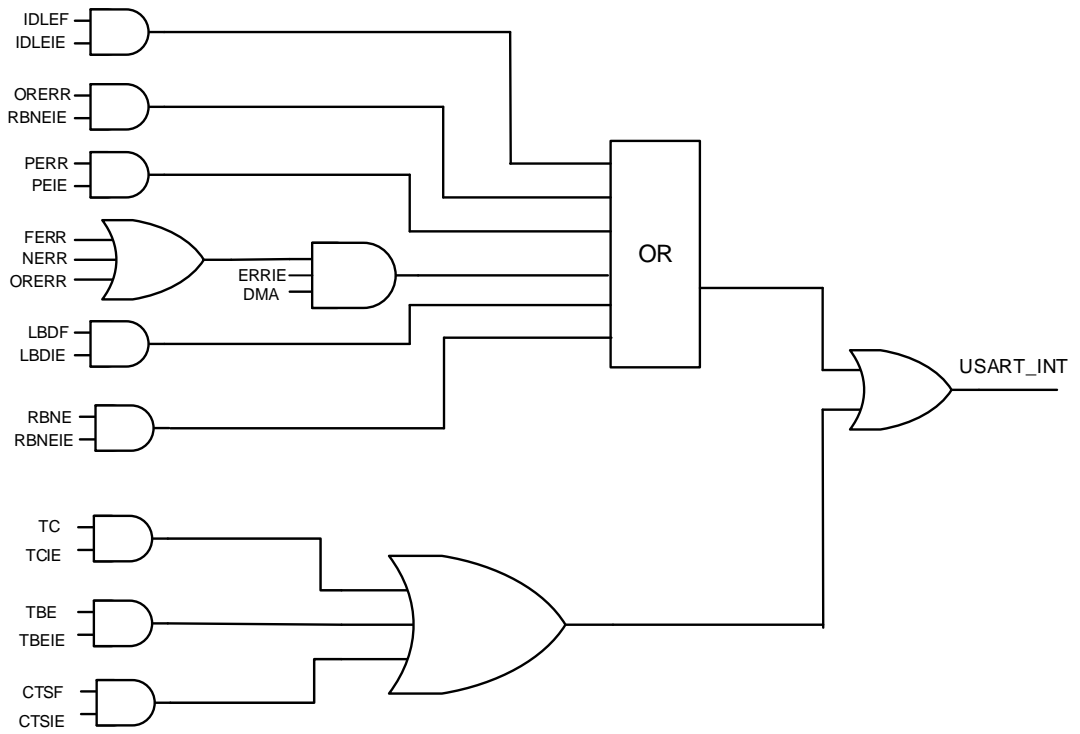 IDLEF
IDLEIE
ORERR
RBNEIE
PERR
PEIE
FERR
NERR
ORERR
ERRIE
DMA
LBDF
LBDIE
RBNE
RBNEIE
OR
USART_INT
TC
TCIE
TBE
TBEIE
CTSF
CTSIE